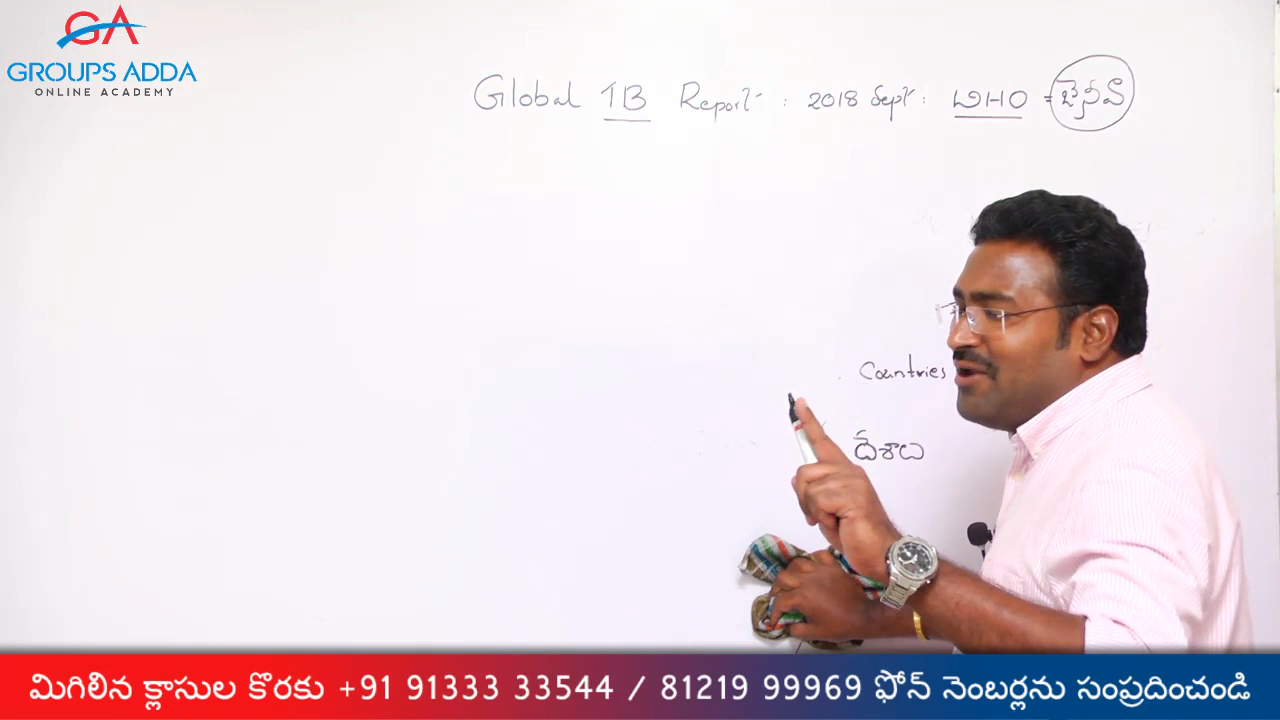 GA
GROUPS ADDA
ONLINE ACADEMY
Global TB Report : 2018 Sept : WHO = జెనీవా
Countries
దేశాలు
మిగిలిన క్లాసుల కొరకు +91 91333 33544 / 81219 99969 ఫోన్ నెంబర్లను సంప్రదించండి